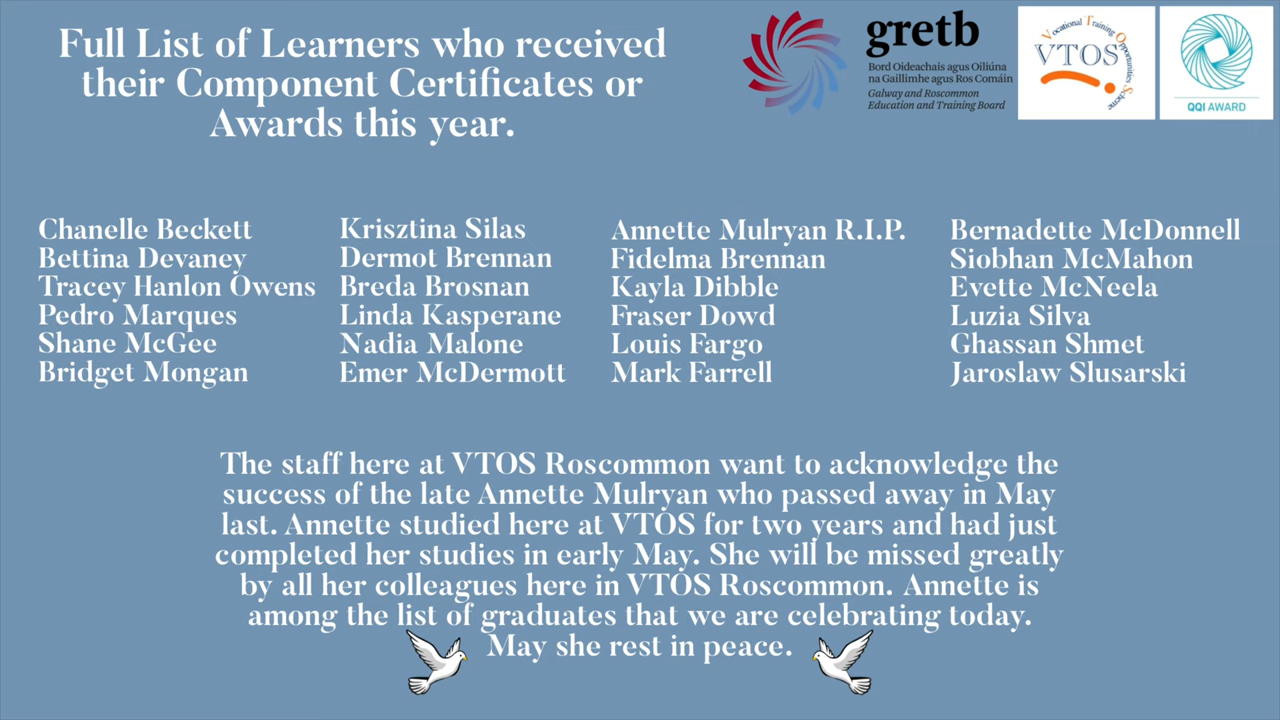 Full List of Learners who received
their Component Certificates or
Awards this year.
gretb
Bord Oideachais agus Oiliúna
na Gaillimhe agus Ros Comáin
Galway and Roscommon
Education and Training Board
Vocational Training Opportunities Scheme
VTOS
QQI AWARD
Chanelle Beckett
Bettina Devaney
Tracey Hanlon Owens
Pedro Marques
Shane McGee
Bridget Mongan
Krisztina Silas
Dermot Brennan
Breda Brosnan
Linda Kasperane
Nadia Malone
Emer McDermott
Annette Mulryan R.I.P.
Fidelma Brennan
Kayla Dibble
Fraser Dowd
Louis Fargo
Mark Farrell
Bernadette McDonnell
Siobhan McMahon
Evette McNeela
Luzia Silva
Ghassan Shmet
Jaroslaw Slusarski
The staff here at VTOS Roscommon want to acknowledge the
success of the late Annette Mulryan who passed away in May
last. Annette studied here at VTOS for two years and had just
completed her studies in early May. She will be missed greatly
by all her colleagues here in VTOS Roscommon. Annette is
among the list of graduates that we are celebrating today.
May she rest in peace.